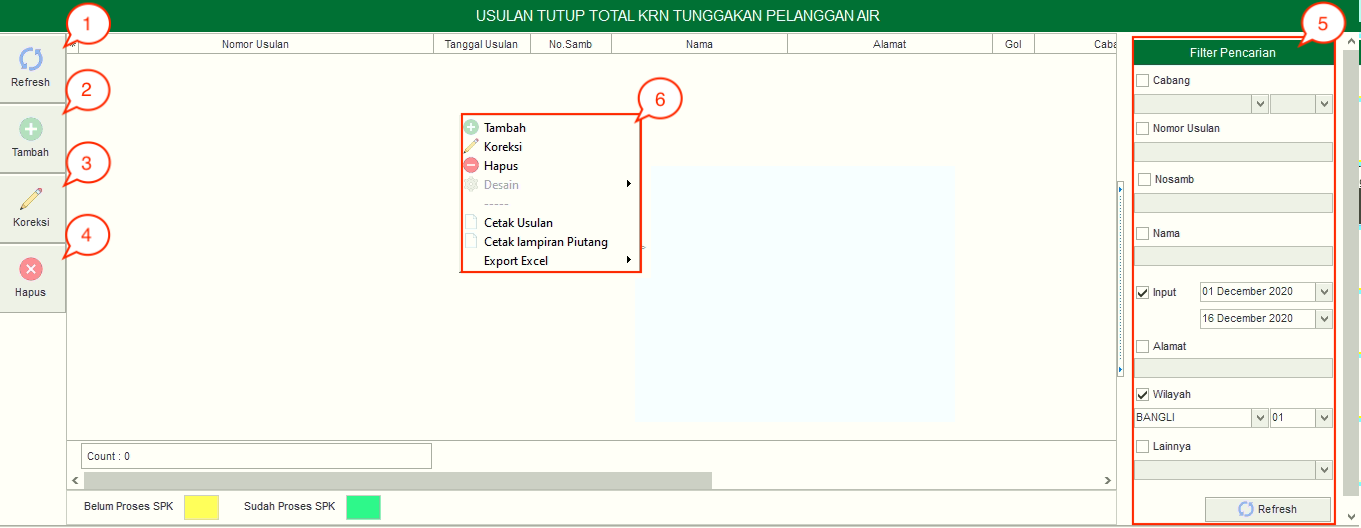 USULAN TUTUP TOTAL KRN TUNGGAKAN PELANGGAN AIR
1
2
3
4
5
6
Refresh
Tambah
Koreksi
Hapus
* Nomor Usulan Tanggal Usulan No.Samb Nama Alamat Gol Caba
Tambah
Koreksi
Hapus
Desain
-----
Cetak Usulan
Cetak lampiran Piutang
Export Excel
Filter Pencarian
Cabang
Nomor Usulan
Nosamb
Nama
Input 01 December 2020
16 December 2020
Alamat
Wilayah
BANGLI 01
Lainnya
Refresh
Count : 0
Belum Proses SPK Sudah Proses SPK